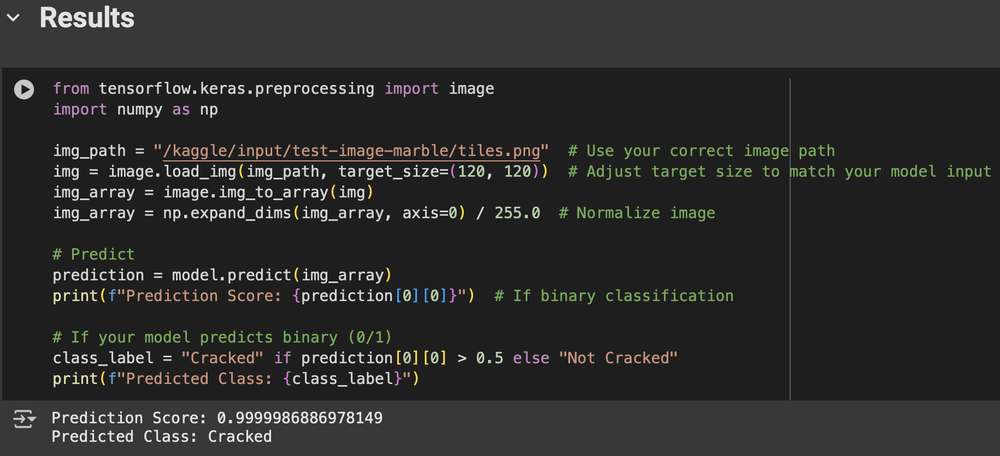 Results
from tensorflow.keras.preprocessing import image
import numpy as np
img_path = "/kaggle/input/test-image-marble/tiles.png"  # Use your correct image path
img = image.load_img(img_path, target_size=(120, 120))  # Adjust target size to match your model input
img_array = image.img_to_array(img)
img_array = np.expand_dims(img_array, axis=0) / 255.0  # Normalize image
# Predict
prediction = model.predict(img_array)
print(f"Prediction Score: {prediction[0][0]}")  # If binary classification
# If your model predicts binary (0/1)
class_label = "Cracked" if prediction[0][0] > 0.5 else "Not Cracked"
print(f"Predicted Class: {class_label}")
Prediction Score: 0.9999986886978149
Predicted Class: Cracked